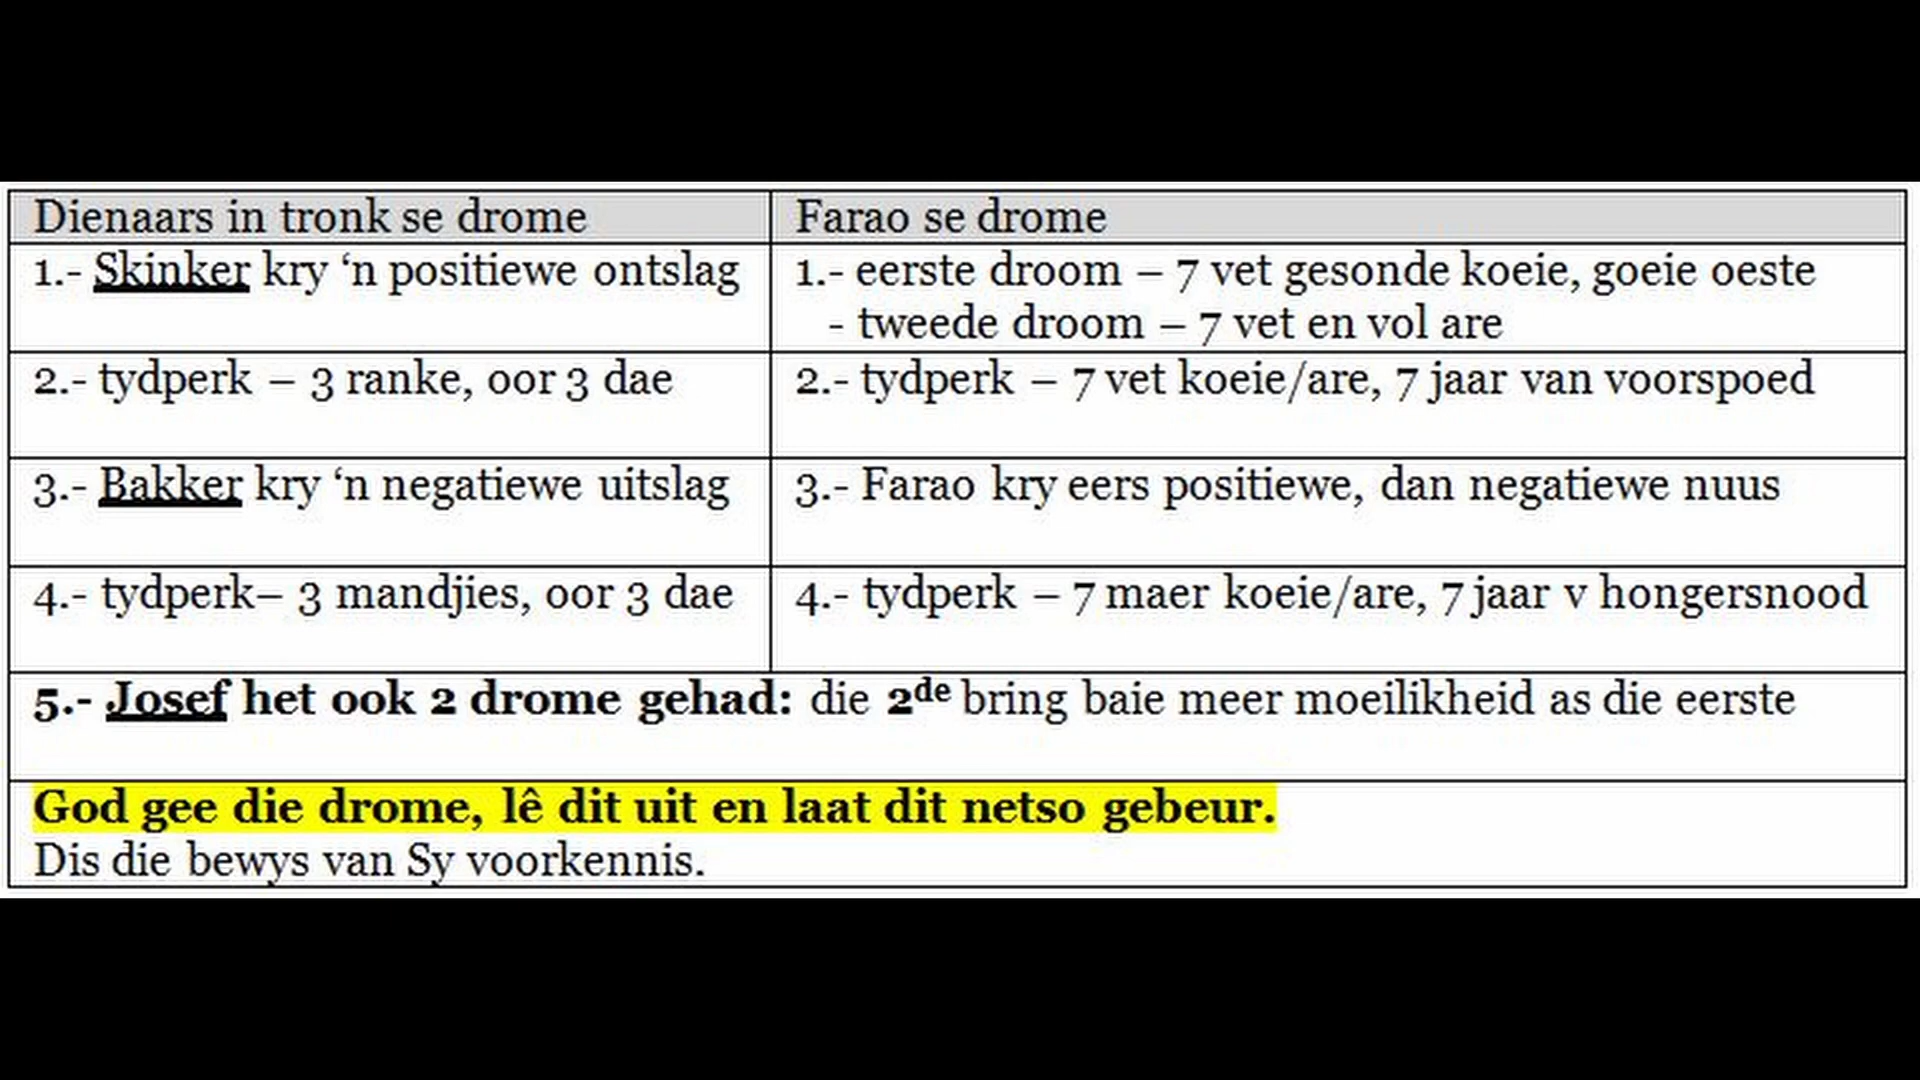 Dienaars in tronk se drome
Farao se drome
1.- Skinker kry ‘n positiewe ontslag
1.- eerste droom – 7 vet gesonde koeie, goeie oeste
- tweede droom – 7 vet en vol are
2.- tydperk – 3 ranke, oor 3 dae
2.- tydperk – 7 vet koeie/are, 7 jaar van voorspoed
3.- Bakker kry ‘n negatiewe uitslag
3.- Farao kry eers positiewe, dan negatiewe nuus
4.- tydperk– 3 mandjies, oor 3 dae
4.- tydperk – 7 maer koeie/are, 7 jaar v hongersnood
5.- Josef het ook 2 drome gehad: die 2de bring baie meer moeilikheid as die eerste
God gee die drome, lê dit uit en laat dit netso gebeur.
Dis die bewys van Sy voorkennis.